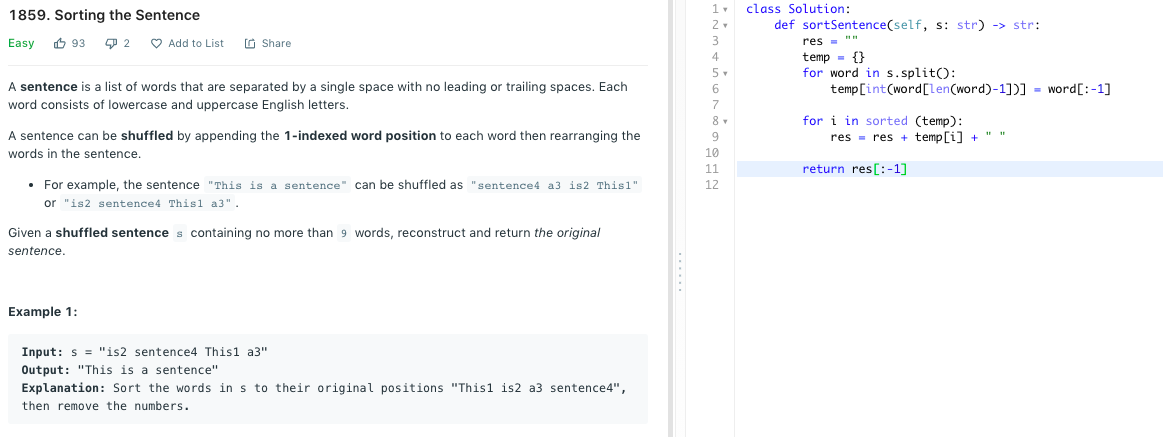 1859. Sorting the Sentence
Easy 93 2 Add to List Share
A sentence is a list of words that are separated by a single space with no leading or trailing spaces. Each
word consists of lowercase and uppercase English letters.
A sentence can be shuffled by appending the 1-indexed word position to each word then rearranging the
words in the sentence.
• For example, the sentence "This is a sentence" can be shuffled as "sentence4 a3 is2 This1"
or "is2 sentence4 This1 a3".
Given a shuffled sentence s containing no more than 9 words, reconstruct and return the original
sentence.
Example 1:
Input: s = "is2 sentence4 This1 a3"
Output: "This is a sentence"
Explanation: Sort the words in s to their original positions "This1 is2 a3 sentence4",
then remove the numbers.
1 class Solution:
2 def sortSentence(self, s: str) -> str:
3 res = ""
4 temp = {}
5 for word in s.split():
6 temp[int(word[len(word)-1])] = word[:-1]
7
8 for i in sorted (temp):
9 res = res + temp[i] + " "
10
11 return res[:-1]
12